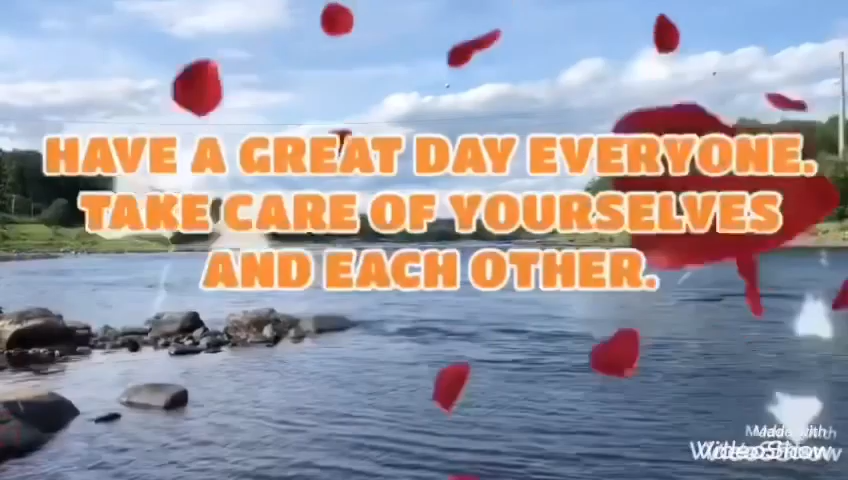 HAVE A GREAT DAY EVERYONE.
TAKE CARE OF YOURSELVES
AND EACH OTHER.
Made with
VideoShow